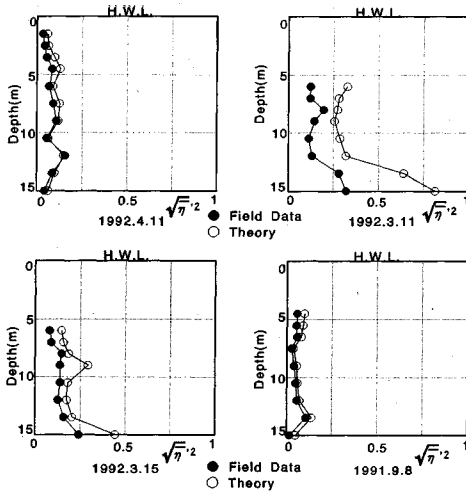 H.W.L.
H.W.L.
0
5
10
15
Depth(m)
0.5
1
√η̅'²
1992.4.11
0
5
10
15
Depth(m)
0.5
1
√η̅'²
1992.3.11
● Field Data
○ Theory
H.W.L.
H.W.L.
0
5
10
15
Depth(m)
0
0.5
1
√η̅'²
1992.3.15
0
5
10
15
Depth(m)
0
0.5
1
√η̅'²
1991.9.8
● Field Data
○ Theory